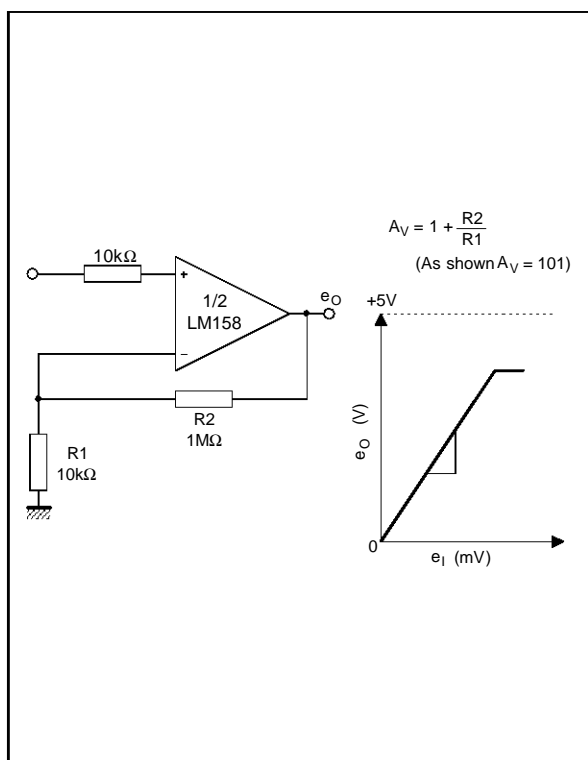 10kΩ
+
1/2
LM158
−
e_O
R2
1MΩ
R1
10kΩ
A_V = 1 + R2/R1
(As shown A_V = 101)
+5V
e_O (V)
0
e_I (mV)